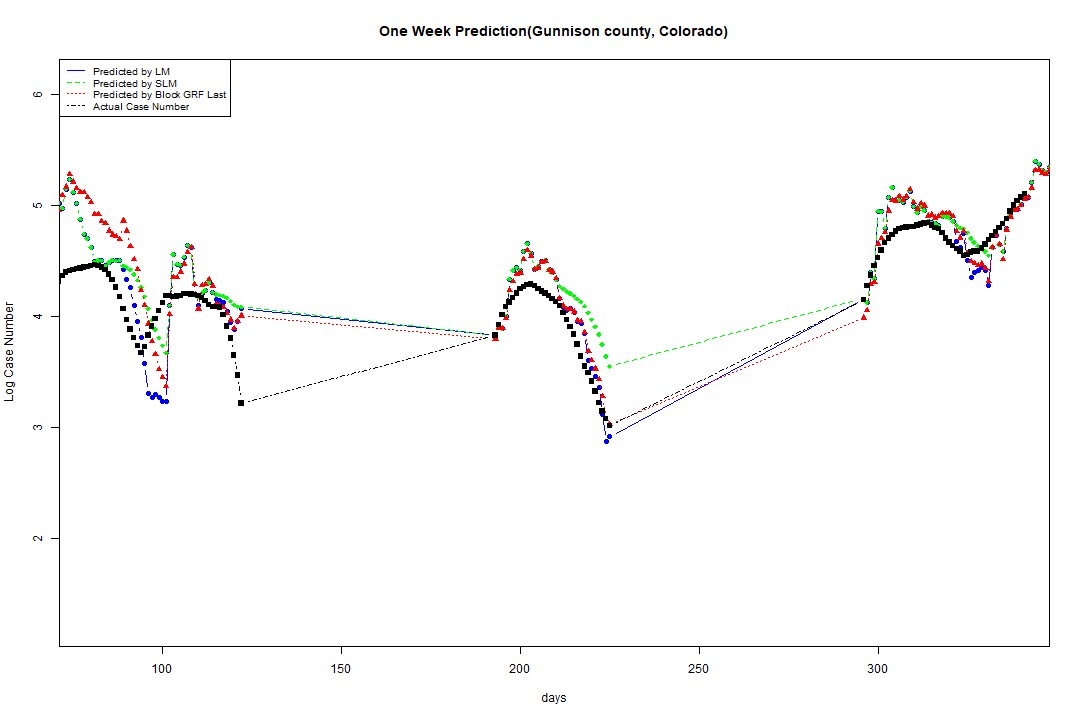 One Week Prediction(Gunnison county, Colorado)
Predicted by LM
Predicted by SLM
Predicted by Block GRF Last
Actual Case Number
6
5
4
3
2
Log Case Number
100 150 200 250 300
days